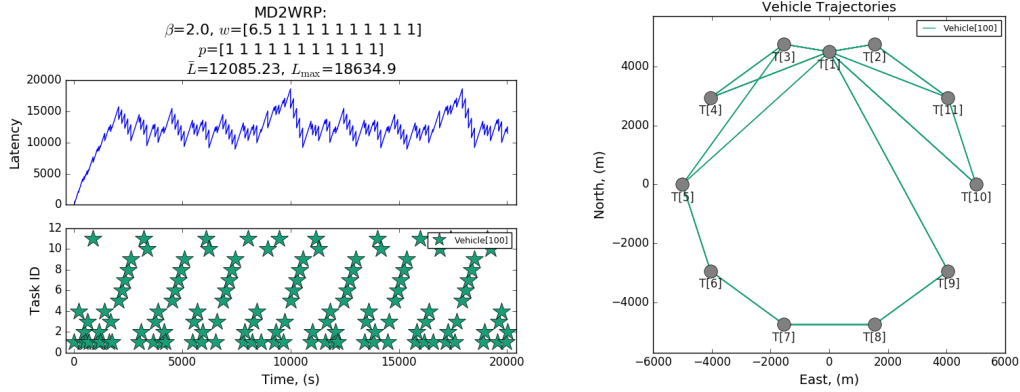 MD2WRP:
β=2.0, w=[6.5 1 1 1 1 1 1 1 1 1 1]
p=[1 1 1 1 1 1 1 1 1 1 1]
L̄=12085.23, Lmax=18634.9
20000
15000
10000
5000
0
Latency
12
10
8
6
4
2
0
Task ID
Vehicle[100]
0
5000
10000
15000
20000
Time, (s)
Vehicle Trajectories
Vehicle[100]
4000
2000
0
−2000
−4000
North, (m)
T[3]
T[1]
T[2]
T[4]
T[11]
T[5]
T[10]
T[6]
T[9]
T[7]
T[8]
−6000
−4000
−2000
0
2000
4000
6000
East, (m)